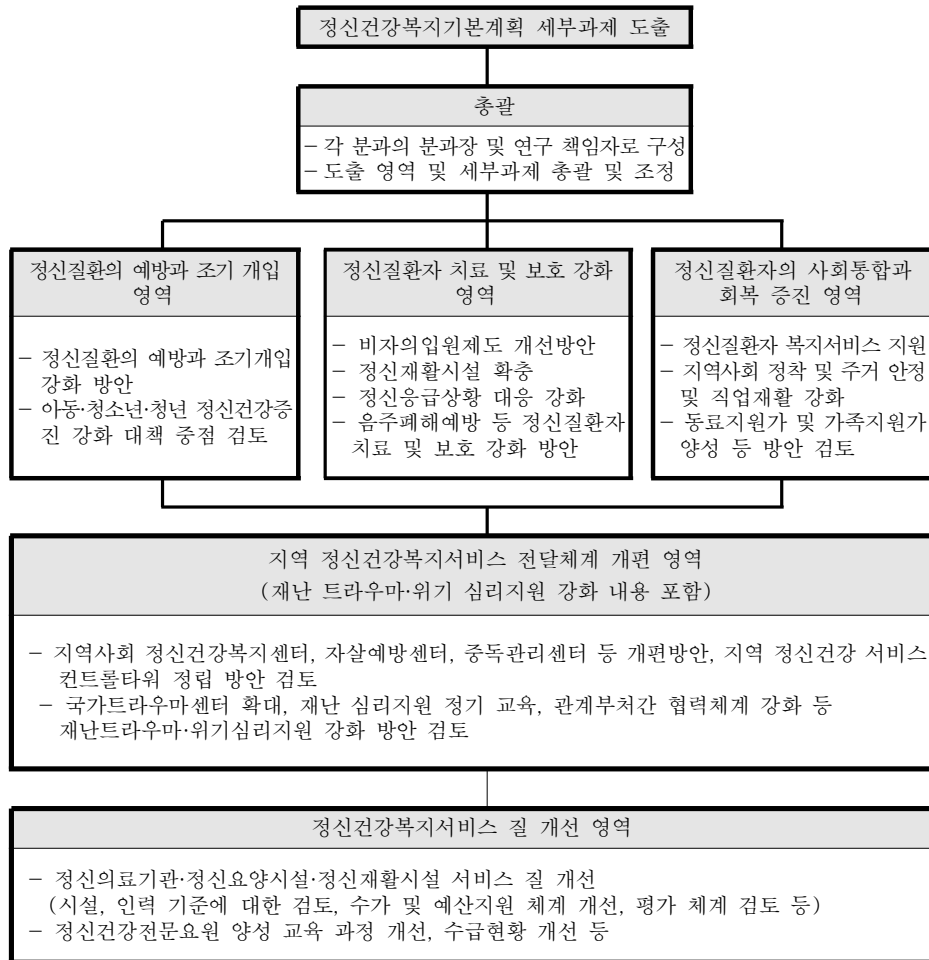 정신건강복지기본계획 세부과제 도출
총괄
– 각 분과의 분과장 및 연구 책임자로 구성
– 도출 영역 및 세부과제 총괄 및 조정
정신질환의 예방과 조기 개입
영역
– 정신질환의 예방과 조기개입
강화 방안
– 아동·청소년·청년 정신건강증
진 강화 대책 중점 검토
정신질환자 치료 및 보호 강화
영역
– 비자의입원제도 개선방안
– 정신재활시설 확충
– 정신응급상황 대응 강화
– 음주폐해예방 등 정신질환자
치료 및 보호 강화 방안
정신질환자의 사회통합과
회복 증진 영역
– 정신질환자 복지서비스 지원
– 지역사회 정착 및 주거 안정
및 직업재활 강화
– 동료지원가 및 가족지원가
양성 등 방안 검토
지역 정신건강복지서비스 전달체계 개편 영역
(재난 트라우마·위기 심리지원 강화 내용 포함)
– 지역사회 정신건강복지센터, 자살예방센터, 중독관리센터 등 개편방안, 지역 정신건강 서비스
컨트롤타워 정립 방안 검토
– 국가트라우마센터 확대, 재난 심리지원 정기 교육, 관계부처간 협력체계 강화 등
재난트라우마·위기심리지원 강화 방안 검토
정신건강복지서비스 질 개선 영역
– 정신의료기관·정신요양시설·정신재활시설 서비스 질 개선
(시설, 인력 기준에 대한 검토, 수가 및 예산지원 체계 개선, 평가 체계 검토 등)
– 정신건강전문요원 양성 교육 과정 개선, 수급현황 개선 등